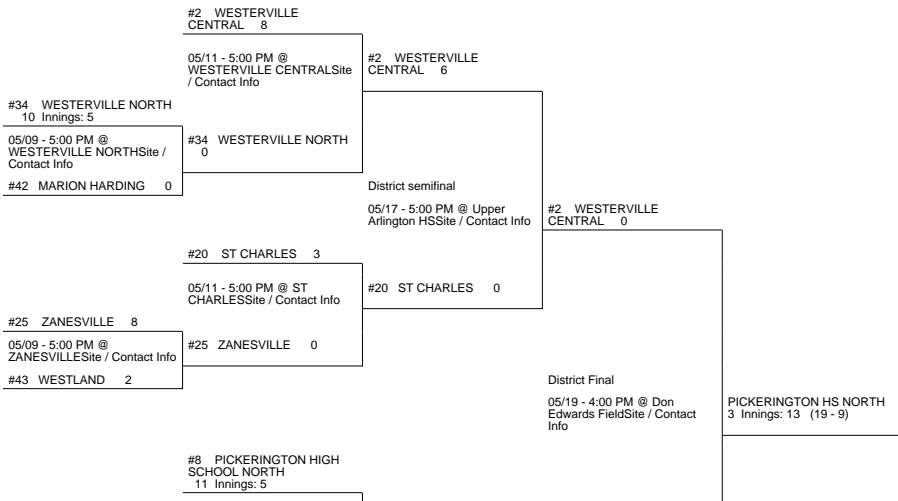 #2 WESTERVILLE
CENTRAL 8
05/11 - 5:00 PM @
WESTERVILLE CENTRALSite
/ Contact Info
#2 WESTERVILLE
CENTRAL 6
#34 WESTERVILLE NORTH
10 Innings: 5
05/09 - 5:00 PM @
WESTERVILLE NORTHSite /
Contact Info
#42 MARION HARDING 0
#34 WESTERVILLE NORTH
0
District semifinal
05/17 - 5:00 PM @ Upper
Arlington HSSite / Contact Info
#2 WESTERVILLE
CENTRAL 0
#20 ST CHARLES 3
05/11 - 5:00 PM @ ST
CHARLESSite / Contact Info
#20 ST CHARLES 0
#25 ZANESVILLE 8
05/09 - 5:00 PM @
ZANESVILLESite / Contact Info
#43 WESTLAND 2
#25 ZANESVILLE 0
District Final
05/19 - 4:00 PM @ Don
Edwards FieldSite / Contact
Info
PICKERINGTON HS NORTH
3 Innings: 13 (19 - 9)
#8 PICKERINGTON HIGH
SCHOOL NORTH
11 Innings: 5